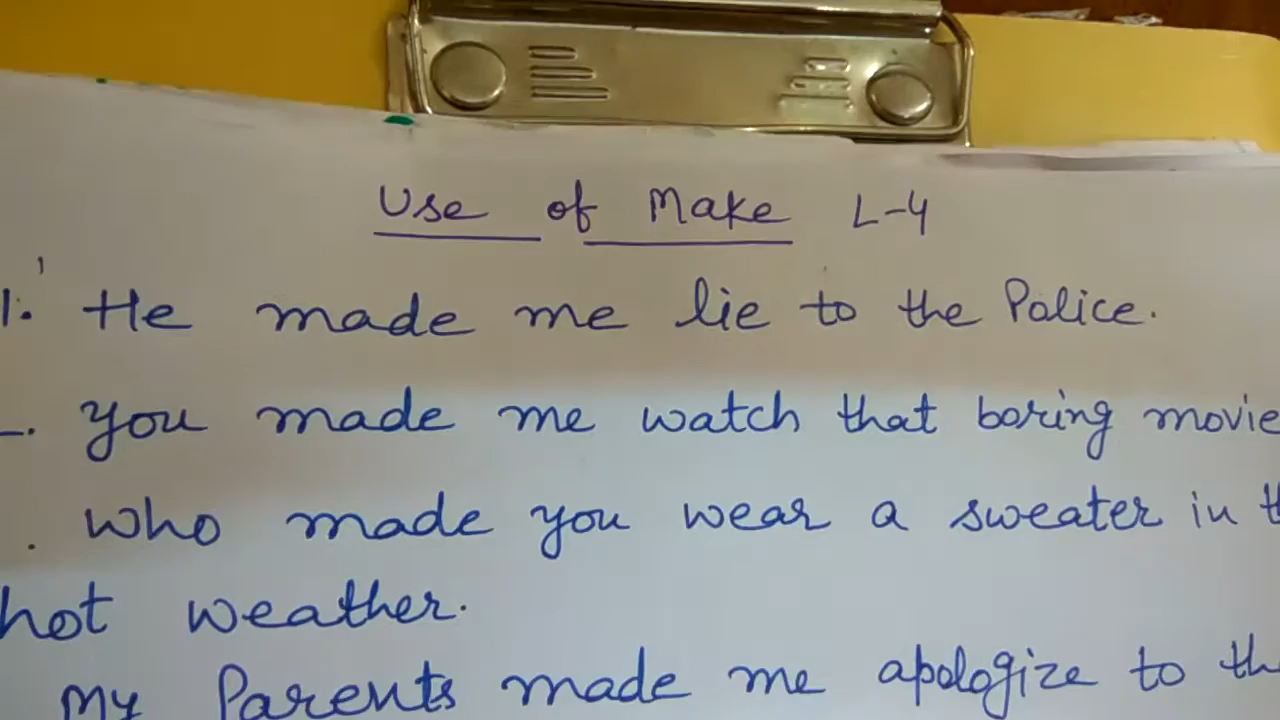 Use of Make L-4
1. He made me lie to the Police.
You made me watch that boring movie
who made you wear a sweater in
hot weather.
My Parents made me apologize to